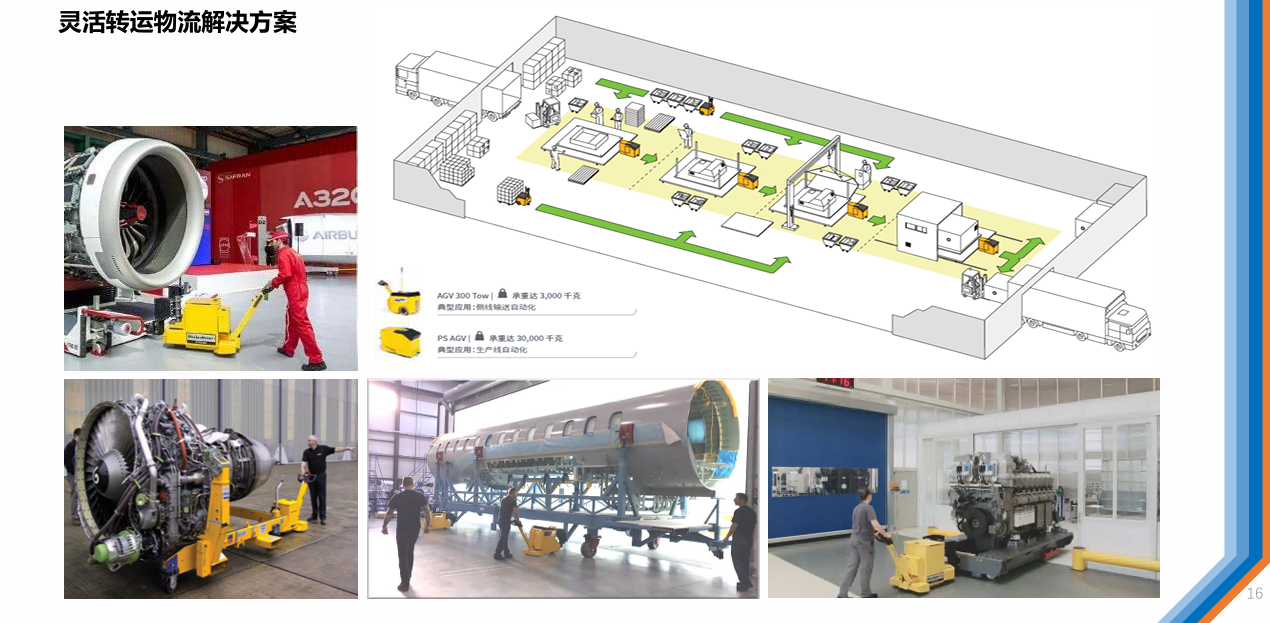 灵活转运物流解决方案
SAFRAN
A320
AIRBU
AGV 300 Tow | 承重达 3,000 千克
典型应用：侧线输送自动化
PS AGV | 承重达 30,000 千克
典型应用：生产线自动化
16